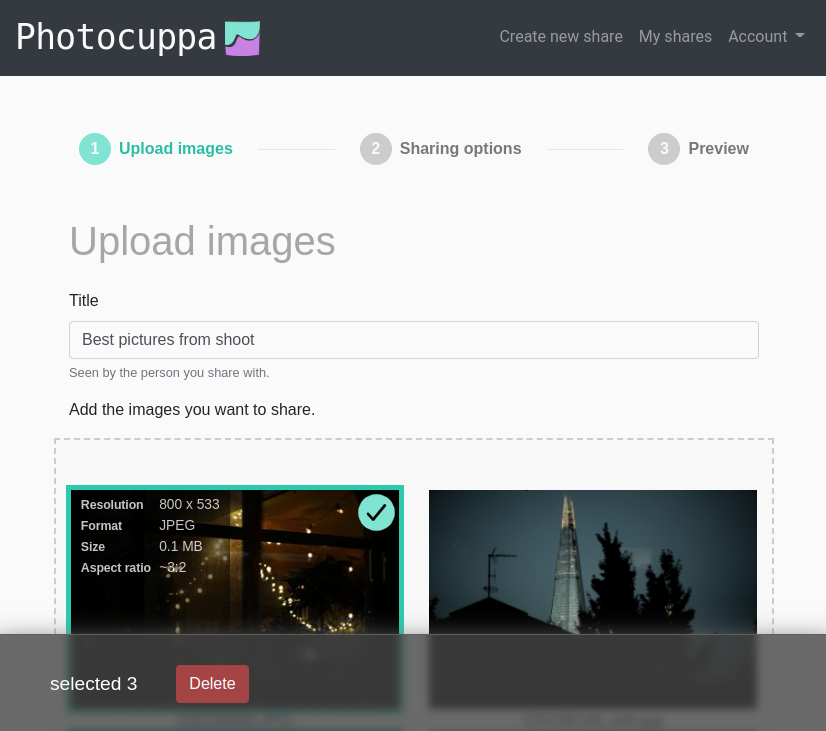 Photocuppa
Create new share My shares Account
1 Upload images 2 Sharing options 3 Preview
Upload images
Title
Best pictures from shoot
Seen by the person you share with.
Add the images you want to share.
Resolution 800 x 533
Format JPEG
Size 0.1 MB
Aspect ratio ~3:2
selected 3 Delete